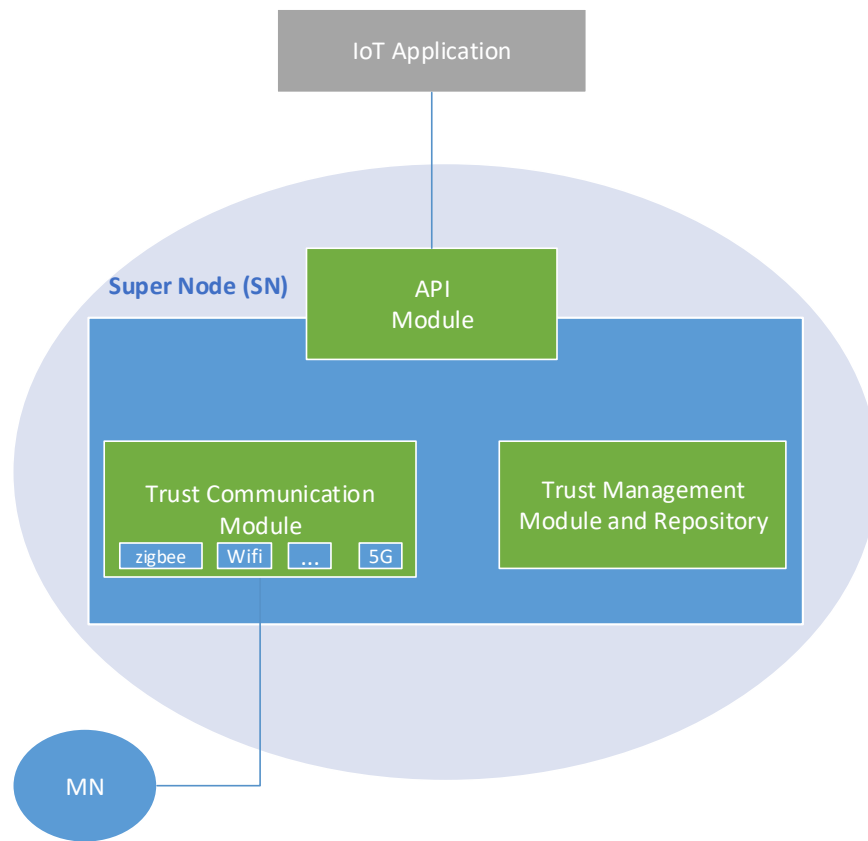 IoT Application
Super Node (SN)
API
Module
Trust Communication
Module
zigbee
Wifi
...
5G
Trust Management
Module and Repository
MN